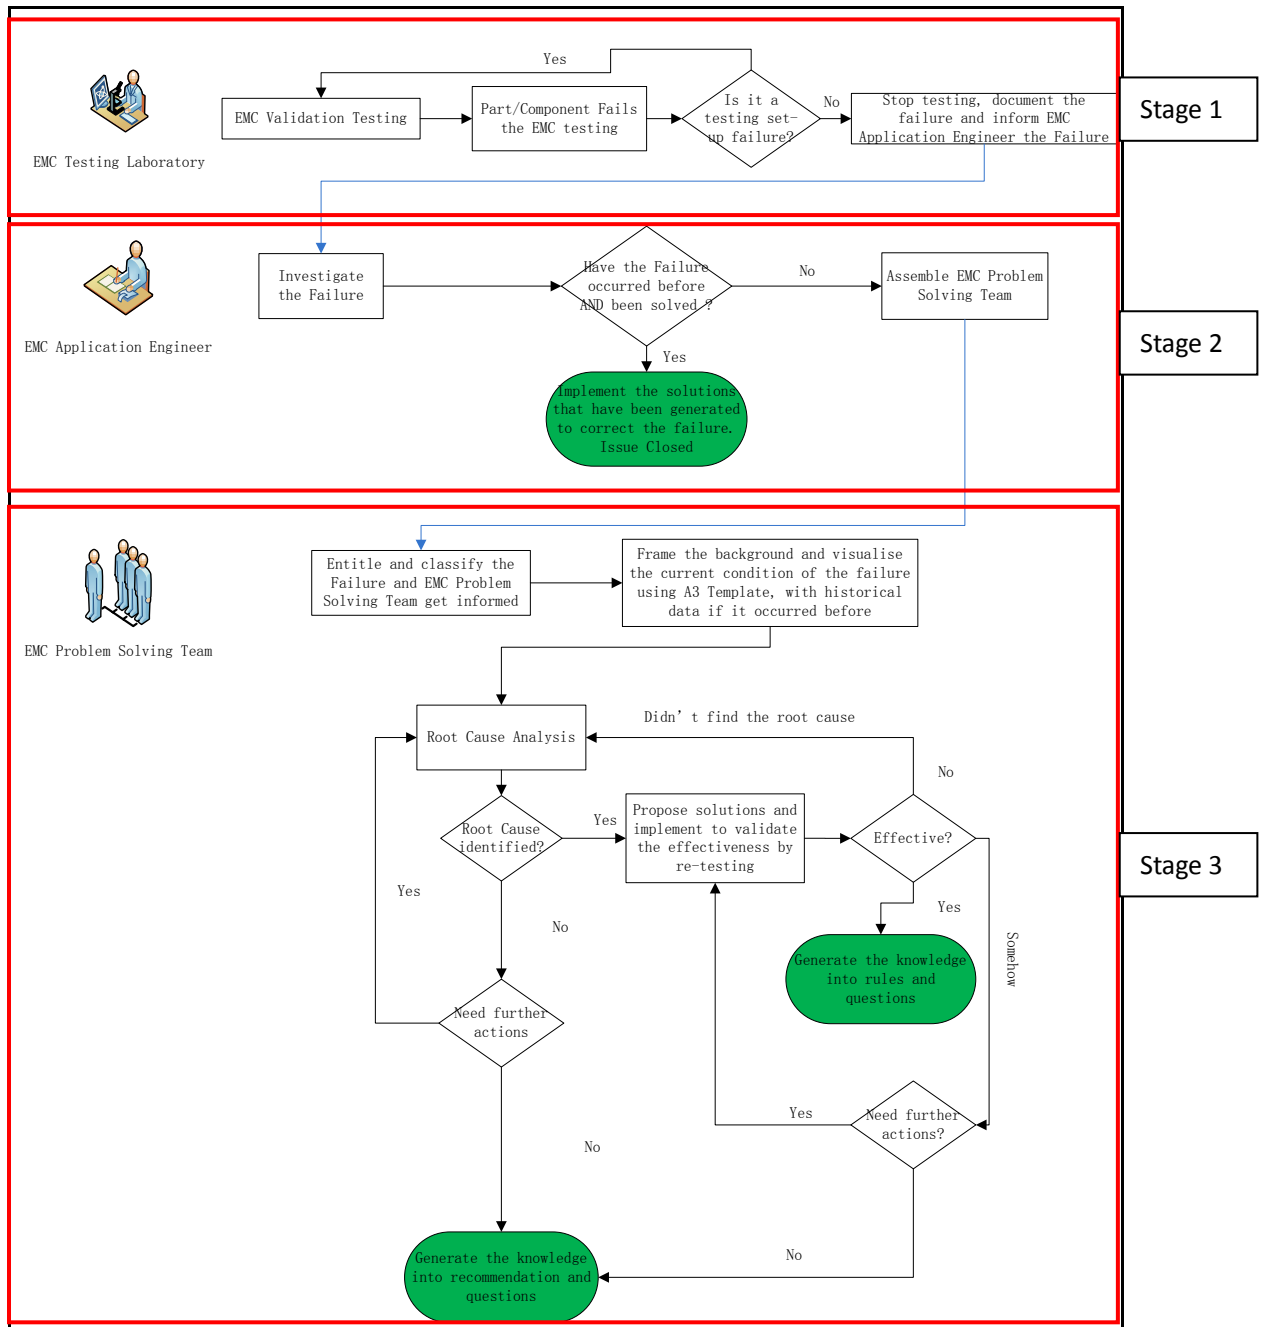 Yes
EMC Validation Testing
Part/Component Fails
the EMC testing
Is it a
testing set-
up failure?
No
Stop testing, document the
failure and inform EMC
Application Engineer the Failure
Stage 1
EMC Testing Laboratory
Investigate
the Failure
Have the Failure
occurred before
AND been solved ?
No
Assemble EMC Problem
Solving Team
Stage 2
EMC Application Engineer
Yes
Implement the solutions
that have been generated
to correct the failure.
Issue Closed
Entitle and classify the
Failure and EMC Problem
Solving Team get informed
Frame the background and visualise
the current condition of the failure
using A3 Template, with historical
data if it occurred before
EMC Problem Solving Team
Didn’t find the root cause
Root Cause Analysis
No
Root Cause
identified?
Yes
Propose solutions and
implement to validate
the effectiveness by
re-testing
Effective?
Stage 3
Yes
No
Yes
Somehow
Generate the knowledge
into rules and
questions
Need further
actions
Yes
Need further
actions?
No
No
Generate the knowledge
into recommendation and
questions